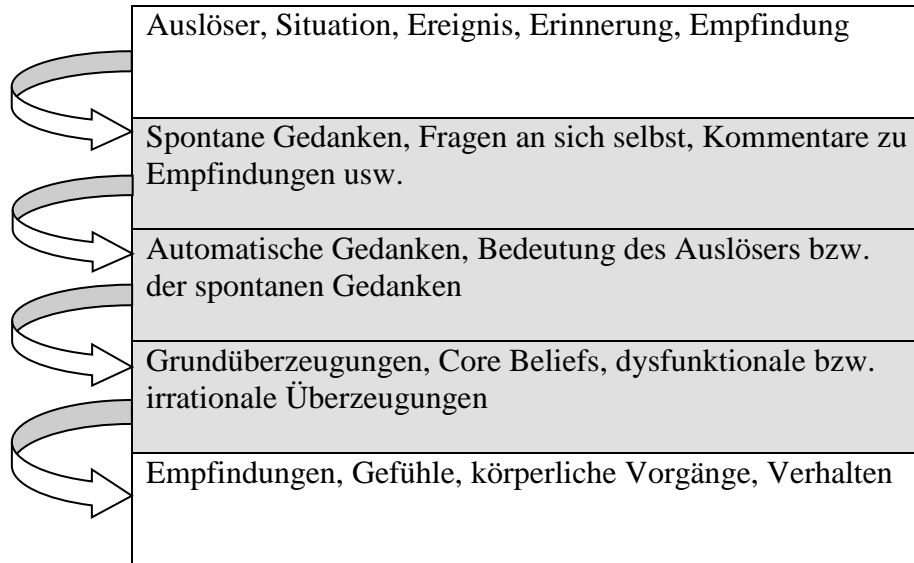 Auslöser, Situation, Ereignis, Erinnerung, Empfindung
Spontane Gedanken, Fragen an sich selbst, Kommentare zu
Empfindungen usw.
Automatische Gedanken, Bedeutung des Auslösers bzw.
der spontanen Gedanken
Grundüberzeugungen, Core Beliefs, dysfunktionale bzw.
irrationale Überzeugungen
Empfindungen, Gefühle, körperliche Vorgänge, Verhalten